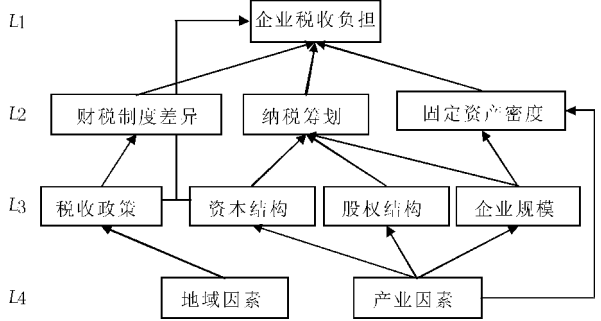 L1 企业税收负担
L2 财税制度差异 纳税筹划 固定资产密度
L3 税收政策 资本结构 股权结构 企业规模
L4 地域因素 产业因素